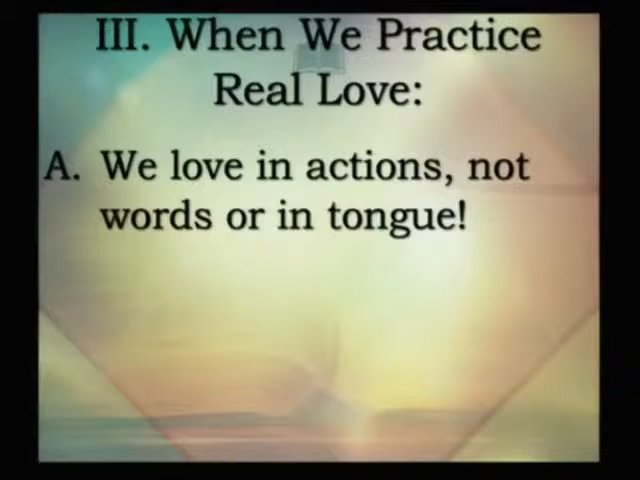 III. When We Practice
Real Love:
A. We love in actions, not
words or in tongue!